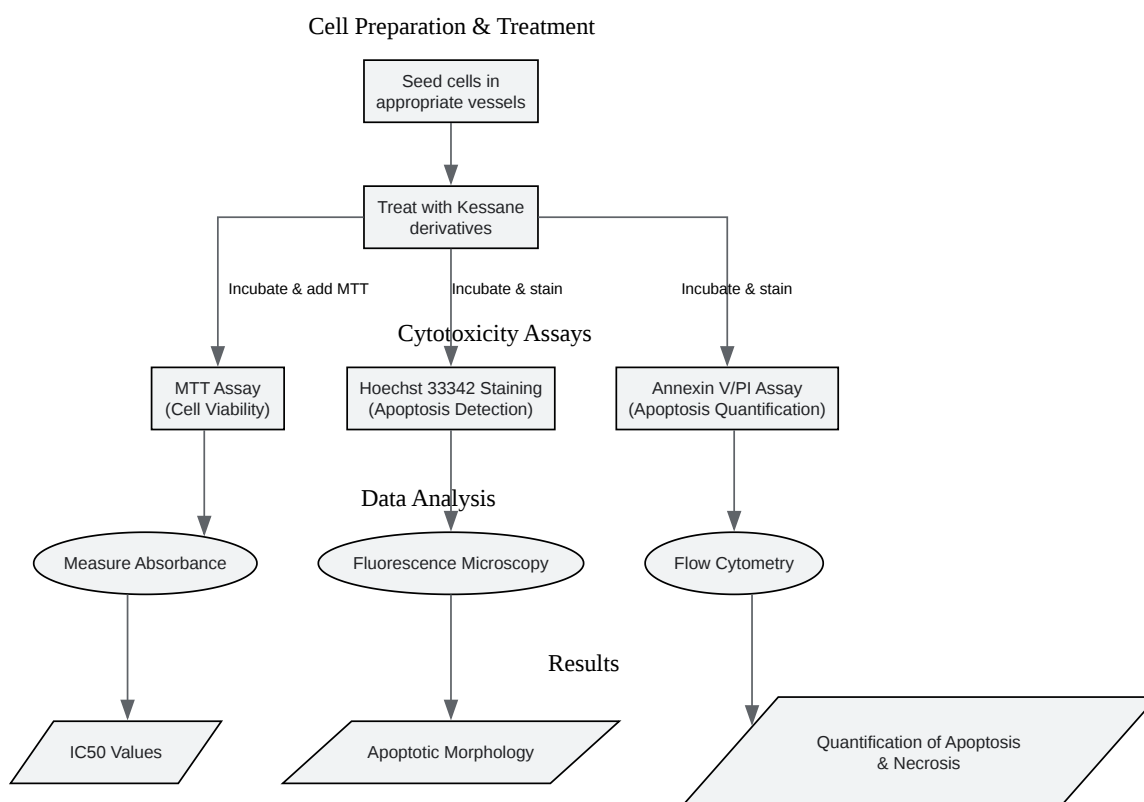 Cell Preparation & Treatment
Seed cells in
appropriate vessels
Treat with Kessane
derivatives
Incubate & add MTT
Incubate & stain
Incubate & stain
Cytotoxicity Assays
MTT Assay
(Cell Viability)
Hoechst 33342 Staining
(Apoptosis Detection)
Annexin V/PI Assay
(Apoptosis Quantification)
Data Analysis
Measure Absorbance
Fluorescence Microscopy
Flow Cytometry
Results
IC50 Values
Apoptotic Morphology
Quantification of Apoptosis
& Necrosis